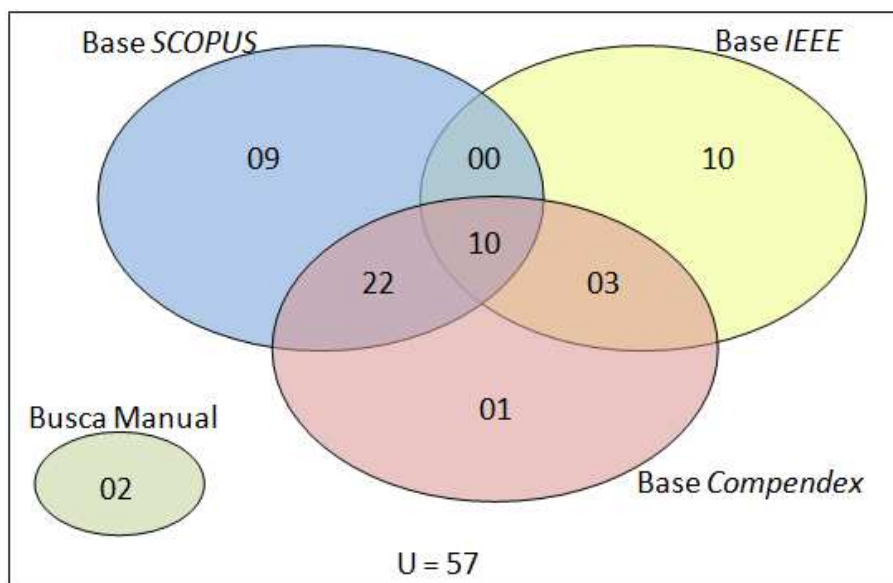 Base SCOPUS
Base IEEE
09
00
10
10
22
03
01
Busca Manual
02
Base Compendex
U = 57